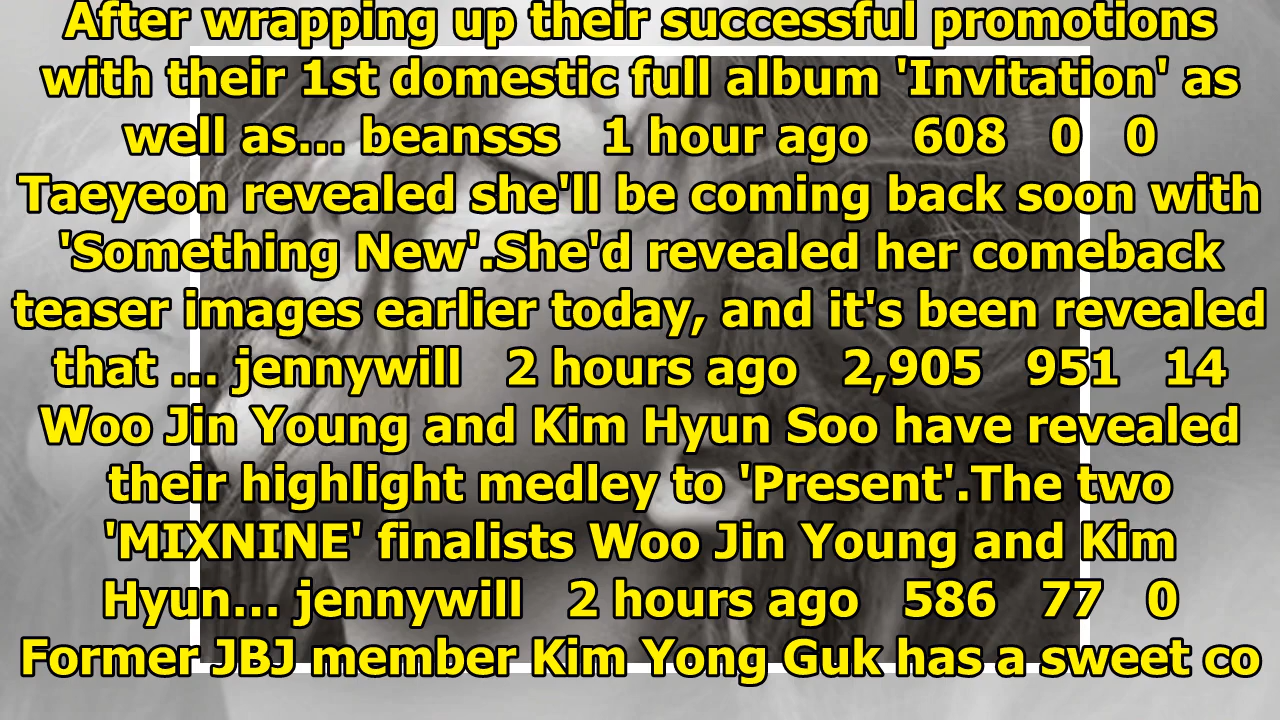 After wrapping up their successful promotions
with their 1st domestic full album 'Invitation' as
well as... beansss 1 hour ago 608 0 0
Taeyeon revealed she'll be coming back soon with
'Something New'.She'd revealed her comeback
teaser images earlier today, and it's been revealed
that ... jennywill 2 hours ago 2,905 951 14
Woo Jin Young and Kim Hyun Soo have revealed
their highlight medley to 'Present'.The two
'MIXNINE' finalists Woo Jin Young and Kim
Hyun... jennywill 2 hours ago 586 77 0
Former JBJ member Kim Yong Guk has a sweet co